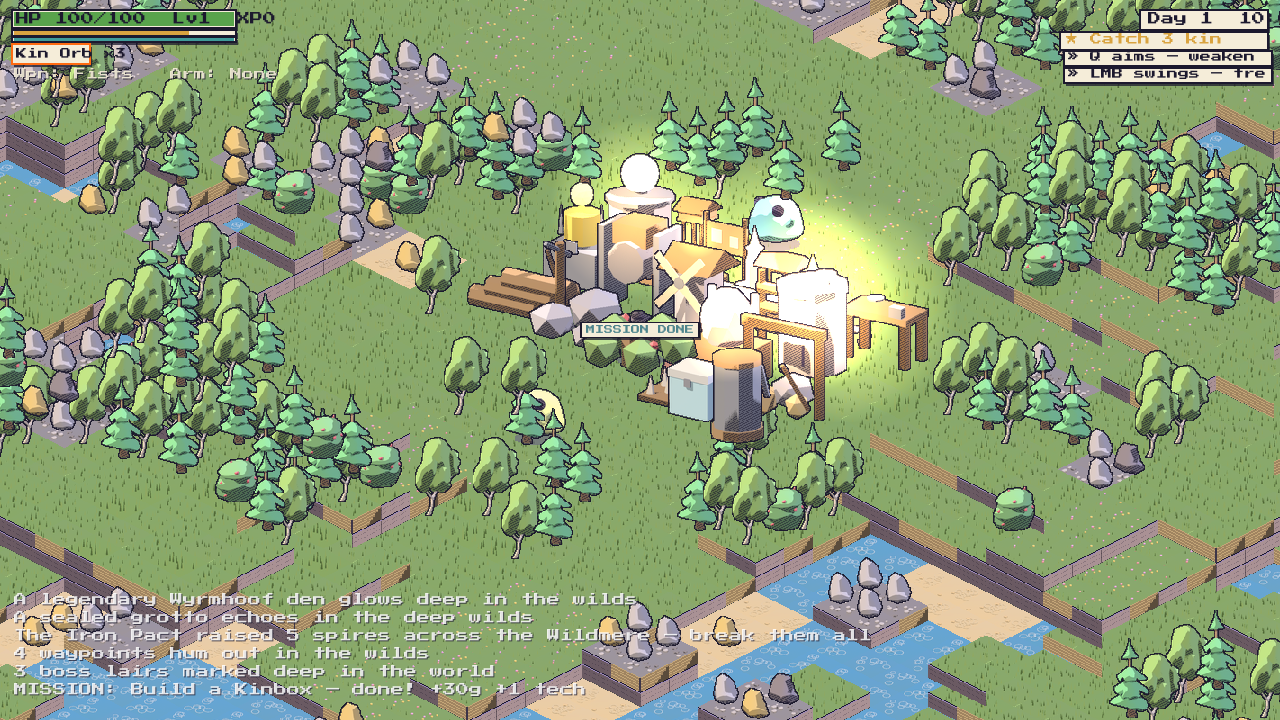 HP 100/100 Lv1 XP0
Kin Orb x3
Wpn: Fists Arm: None
Day 1 10
★ Catch 3 kin
» Q aims — weaken
» LMB swings — tre
MISSION DONE
A legendary Wyrmhoof den glows deep in the wilds
A sealed grotto echoes in the deep wilds
The Iron Pact raised 5 spires across the Wildmere — break them all
4 waypoints hum out in the wilds
3 boss lairs marked deep in the world
MISSION: Build a Kinbox — done! +30g +1 tech